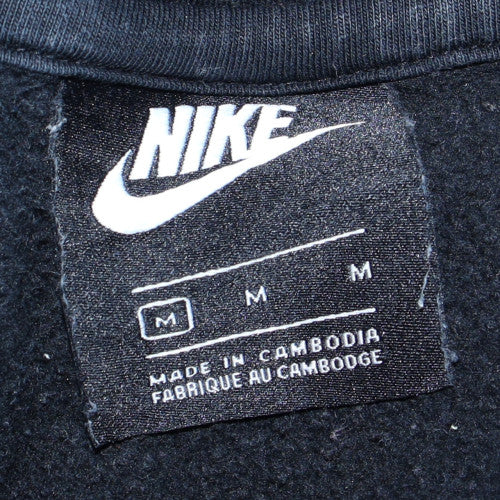 NIKE
M M M
MADE IN CAMBODIA
FABRIQUE AU CAMBODGE